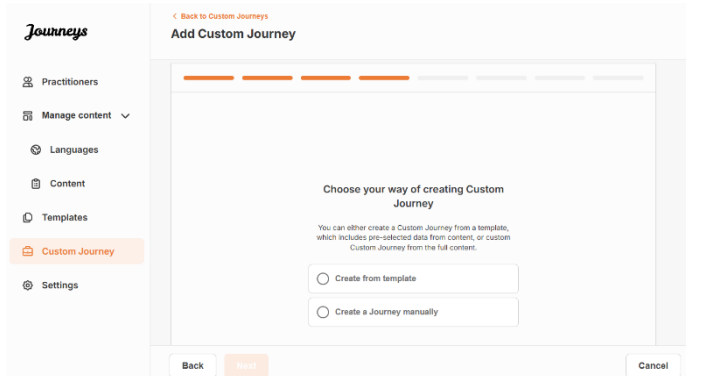 Journeys
Practitioners
Manage content
Languages
Content
Templates
Custom Journey
Settings
Back to Custom Journeys
Add Custom Journey
Choose your way of creating Custom
Journey
You can either create a Custom Journey from a template,
which includes pre-selected data from content, or custom
Custom Journey from the full content.
Create from template
Create a Journey manually
Back
Next
Cancel